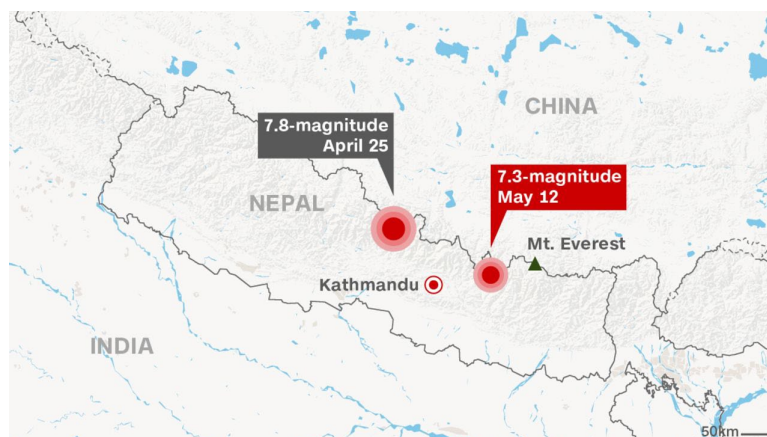 CHINA
7.8-magnitude
April 25
7.3-magnitude
May 12
NEPAL
Mt. Everest
Kathmandu
INDIA
50km